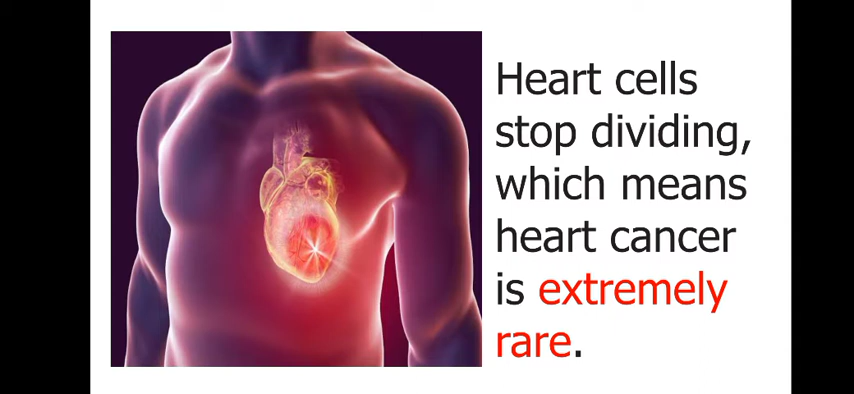 Heart cells
stop dividing,
which means
heart cancer
is extremely
rare.